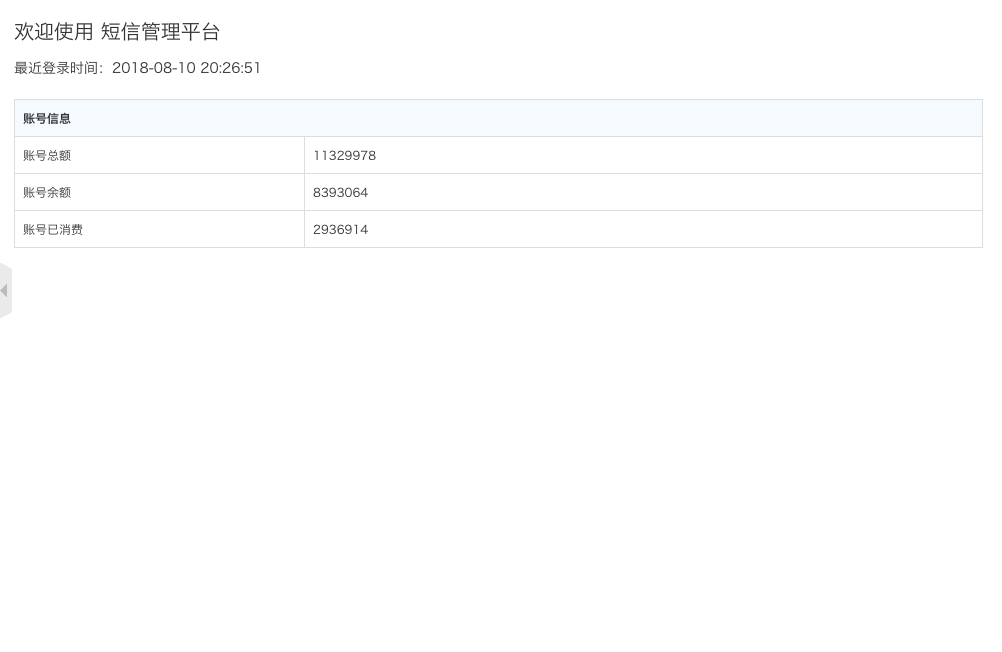 欢迎使用 短信管理平台
最近登录时间：2018-08-10 20:26:51
账号信息
账号总额 11329978
账号余额 8393064
账号已消费 2936914